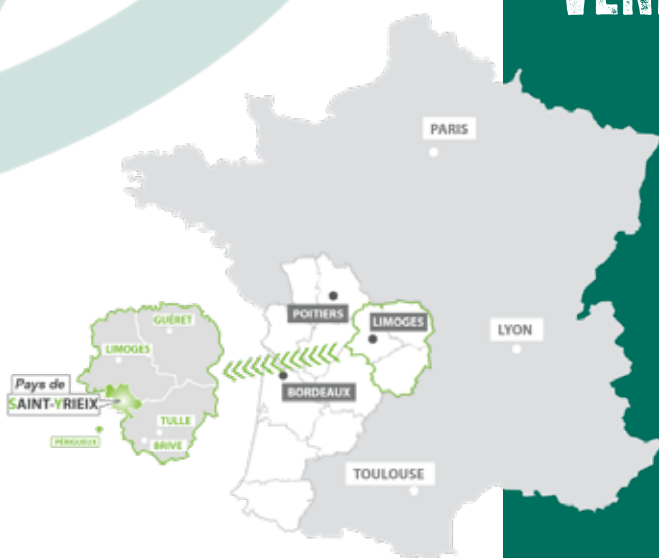 PARIS
POITIERS
LIMOGES
LYON
BORDEAUX
TOULOUSE
GUÉRET
LIMOGES
Pays de
SAINT-YRIEIX
TULLE
BRIVE
PÉRIGUEUX